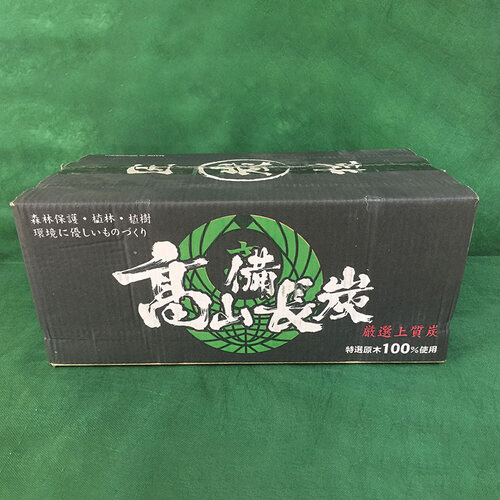 森林保護・植林・植樹
環境に優しいものづくり
備
高山長炭
厳選上質炭
特選原木100%使用